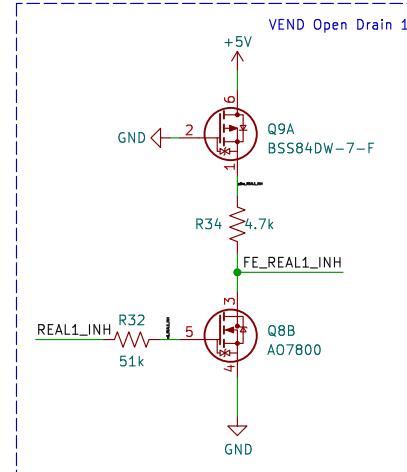 VEND Open Drain 1
+5V
6
Q9A
GND
2
BSS84DW-7-F
1
R34
4.7k
FE_REAL1_INH
3
R32
REAL1_INH
5
Q8B
51k
AO7800
4
GND